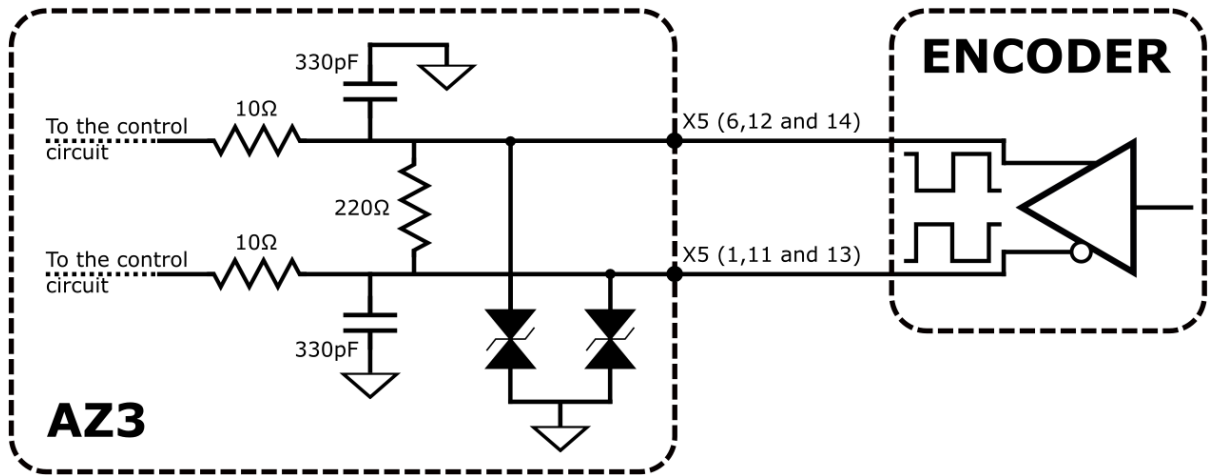 ENCODER
330pF
10Ω
To the control
circuit
X5 (6,12 and 14)
220Ω
10Ω
To the control
circuit
X5 (1,11 and 13)
330pF
AZ3